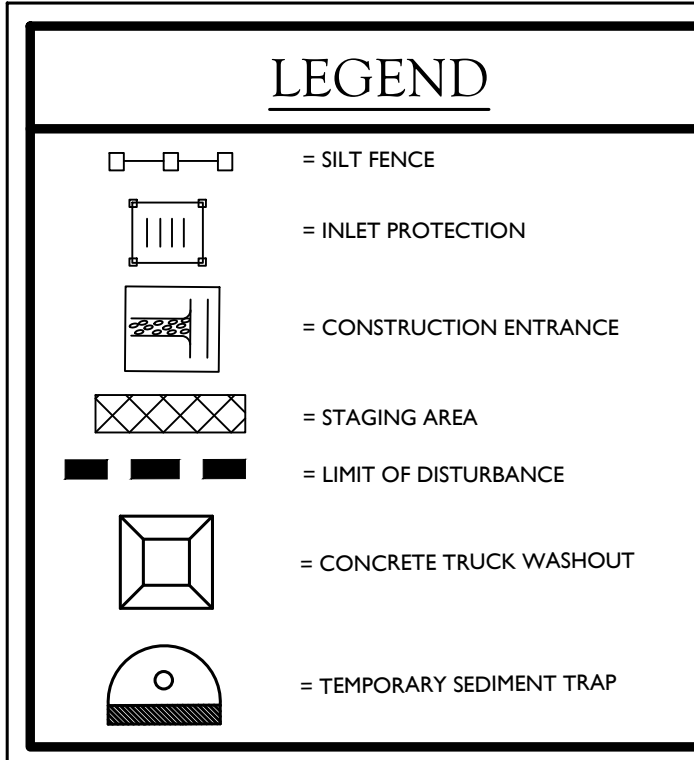 LEGEND
= SILT FENCE
= INLET PROTECTION
= CONSTRUCTION ENTRANCE
= STAGING AREA
= LIMIT OF DISTURBANCE
= CONCRETE TRUCK WASHOUT
= TEMPORARY SEDIMENT TRAP